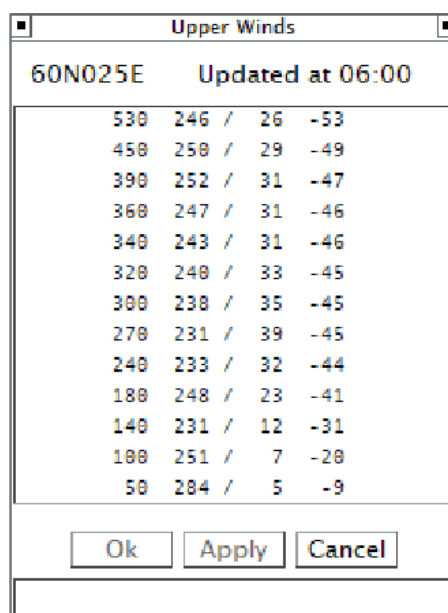 Upper Winds
60N025E Updated at 06:00
530 246 / 26 -53
450 250 / 29 -49
390 252 / 31 -47
360 247 / 31 -46
340 243 / 31 -46
320 240 / 33 -45
300 238 / 35 -45
270 231 / 39 -45
240 233 / 32 -44
180 248 / 23 -41
140 231 / 12 -31
100 251 / 7 -20
50 284 / 5 -9
Ok Apply Cancel